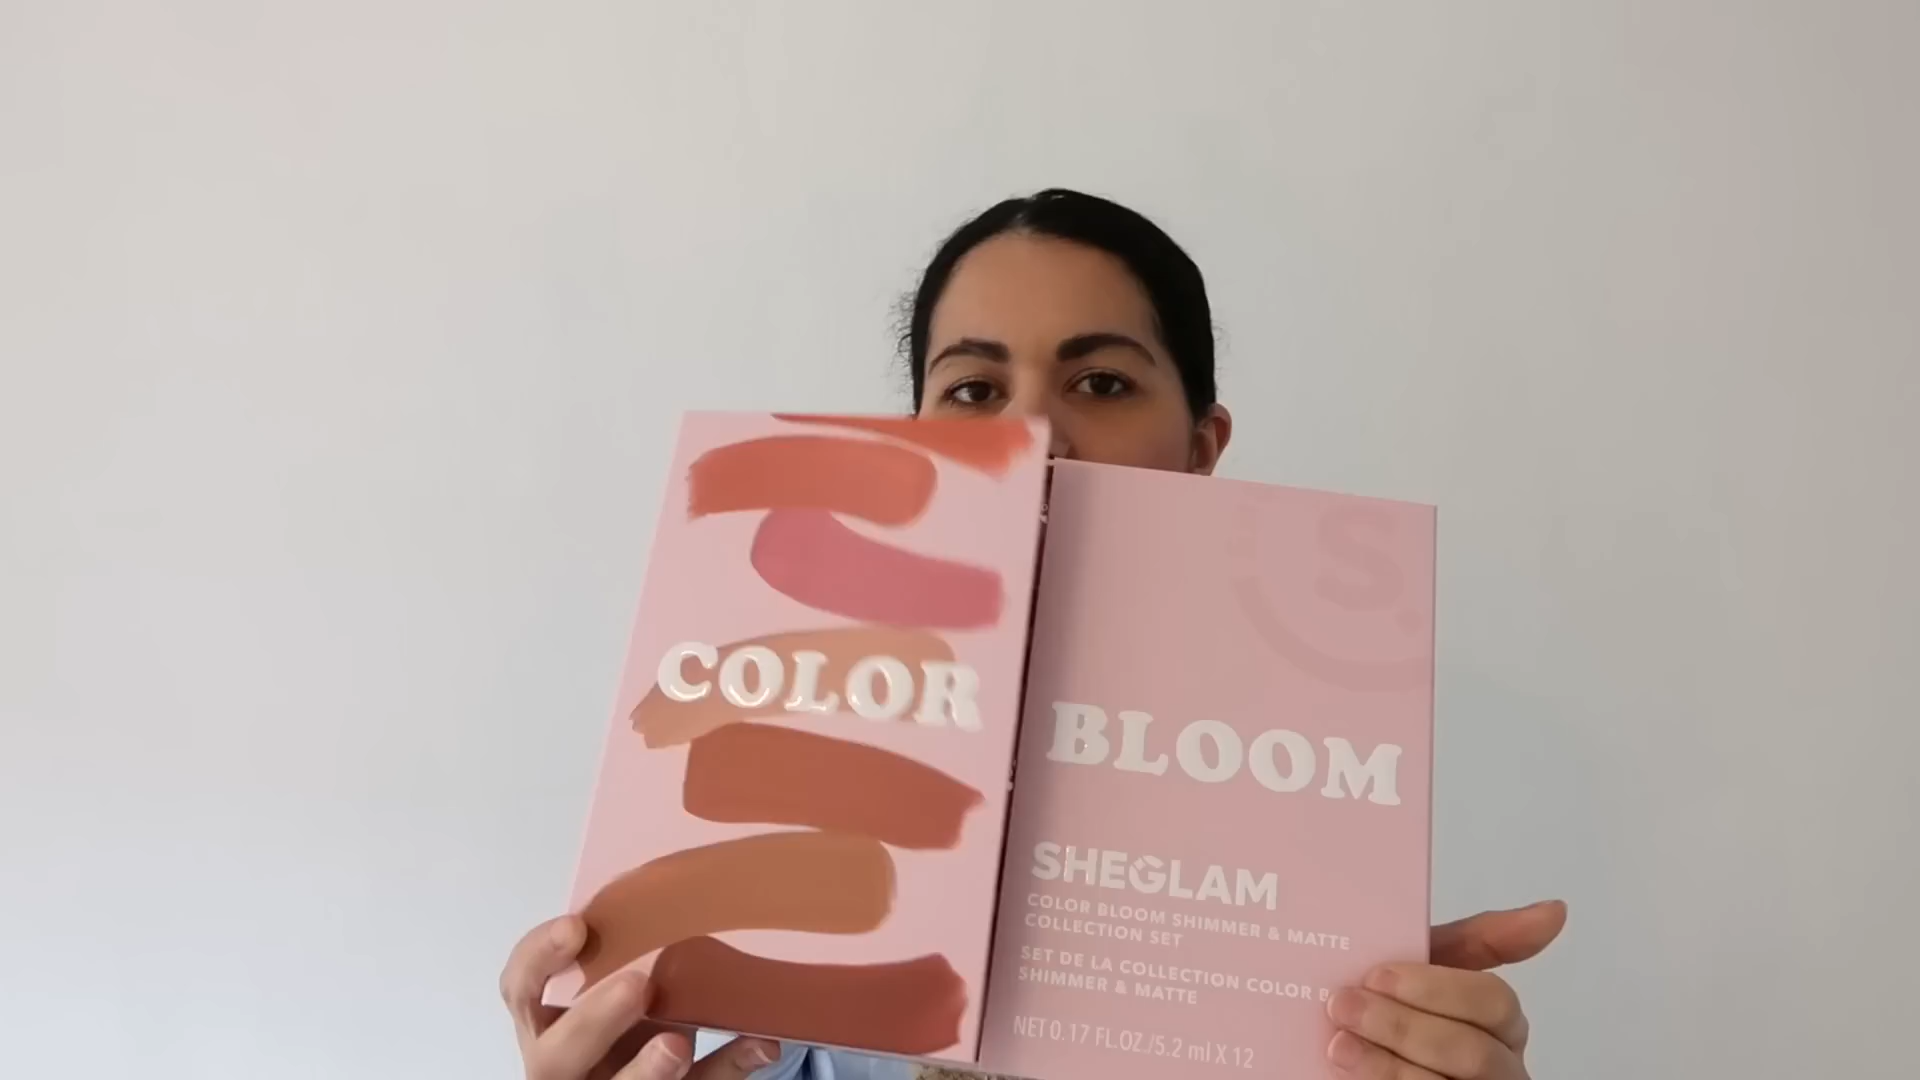 COLOR
BLOOM
SHEGLAM
COLOR BLOOM SHIMMER & MATTE
COLLECTION SET
SET DE LA COLLECTION COLOR B
SHIMMER & MATTE
NET 0.17 FL.OZ./5.2 ml X 12